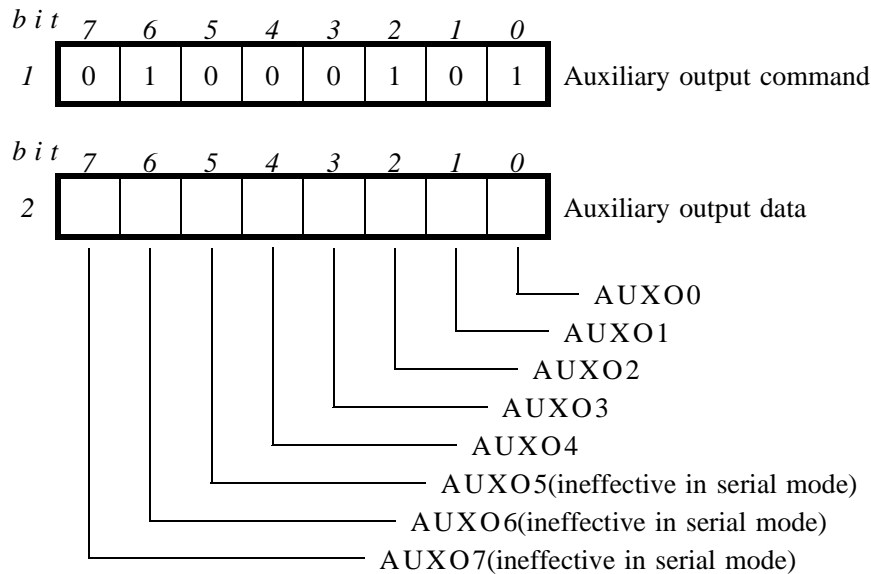 bit 7 6 5 4 3 2 1 0
1 0 1 0 0 0 1 0 1 Auxiliary output command
bit 7 6 5 4 3 2 1 0
2 Auxiliary output data
AUXO0
AUXO1
AUXO2
AUXO3
AUXO4
AUXO5(ineffective in serial mode)
AUXO6(ineffective in serial mode)
AUXO7(ineffective in serial mode)